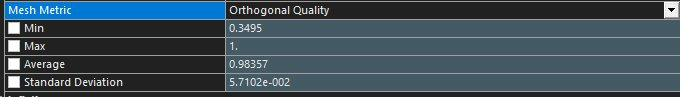 Mesh Metric Orthogonal Quality
Min 0.3495
Max 1.
Average 0.98357
Standard Deviation 5.7102e-002